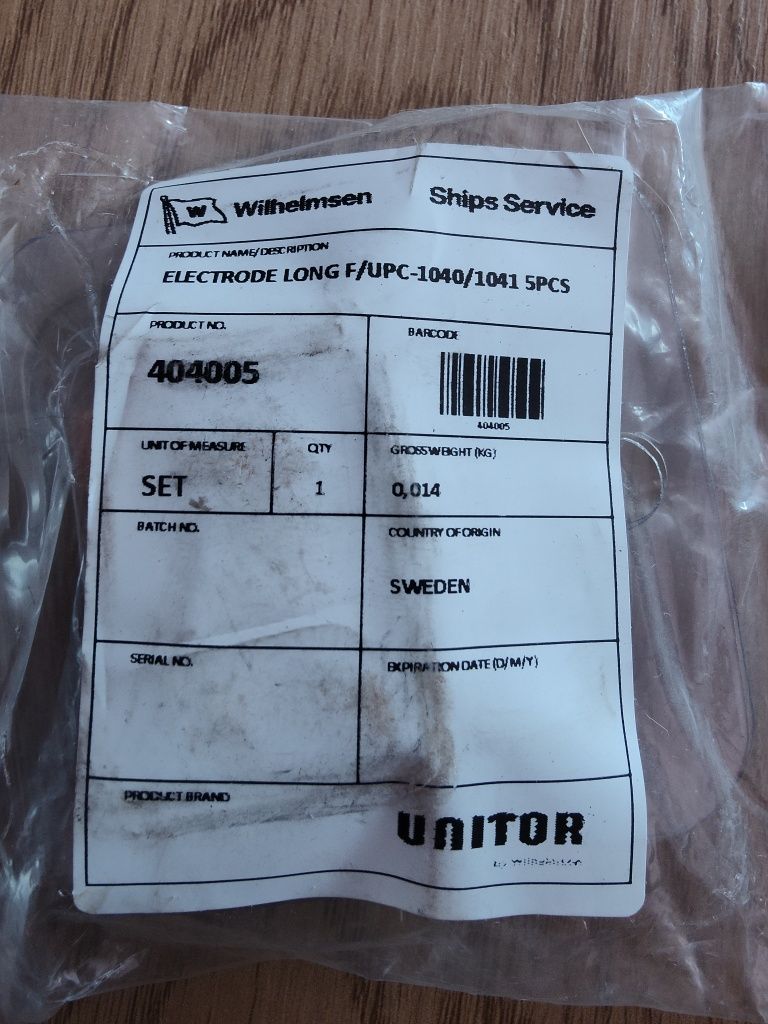 W Wilhelmsen Ships Service
PRODUCT NAME/DESCRIPTION
ELECTRODE LONG F/UPC-1040/1041 5PCS
PRODUCT NO.
404005
BARCODE
404005
UNIT OF MEASURE
SET
QTY
1
GROSS WEIGHT (KG)
0,014
BATCH NO.
COUNTRY OF ORIGIN
SWEDEN
SERIAL NO.
EXPIRATION DATE (D/M/Y)
PRODUCT BRAND
UNITOR
by Wilhelmsen